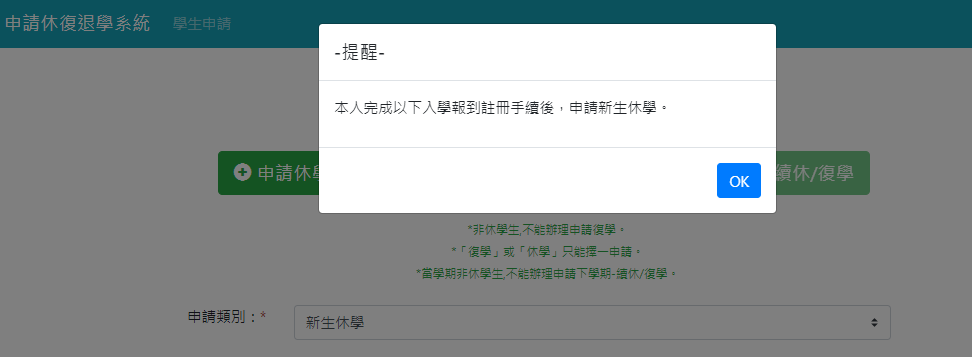 申請休復退學系統 學生申請
-提醒-
本人完成以下入學報到註冊手續後，申請新生休學。
OK
申請休學
續休/復學
*非休學生,不能辦理申請復學。
*「復學」或「休學」只能擇一申請。
*當學期非休學生,不能辦理申請下學期-續休/復學。
申請類別：*
新生休學